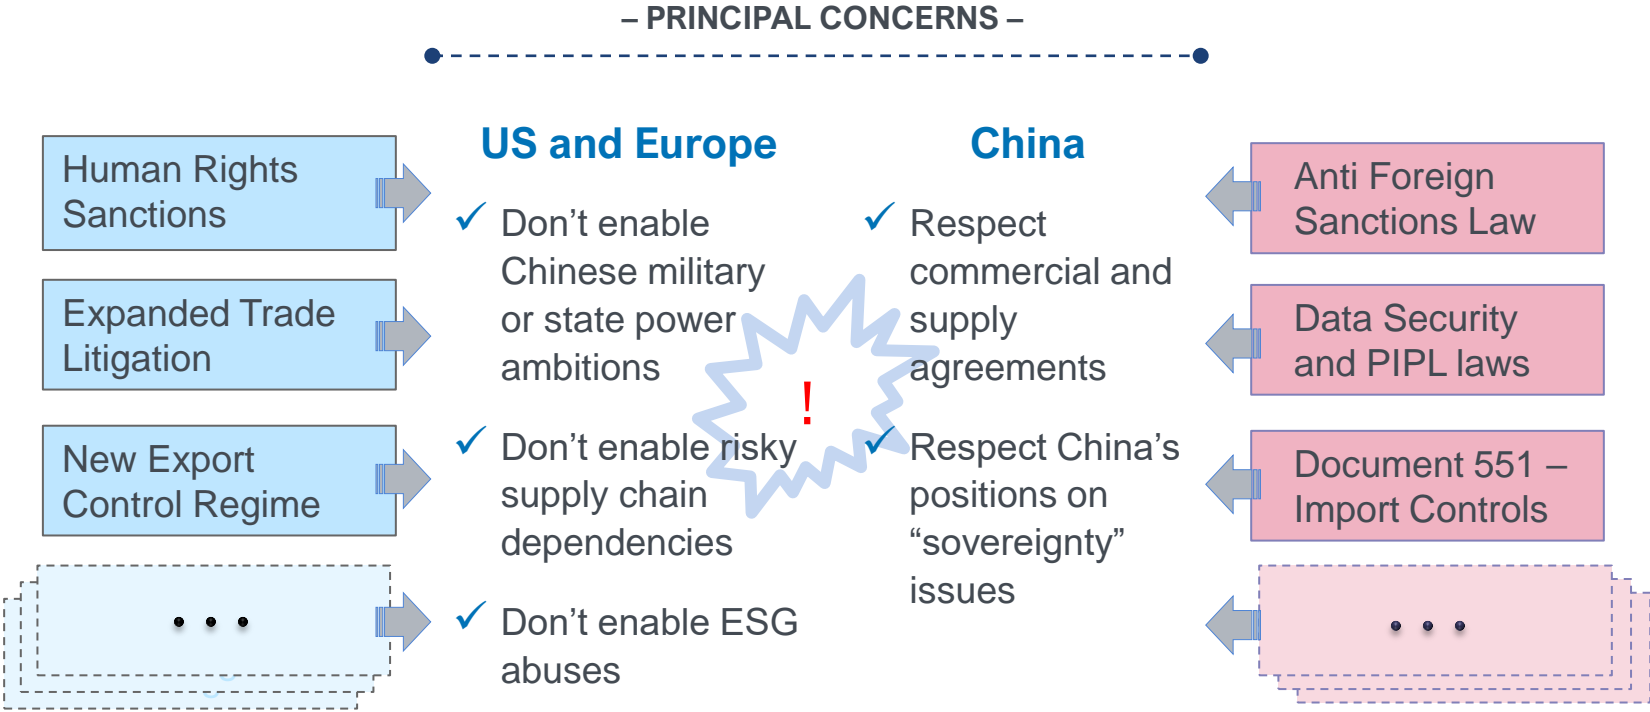 – PRINCIPAL CONCERNS –
Human Rights
Sanctions
Expanded Trade
Litigation
New Export
Control Regime
• • •
US and Europe
✓ Don’t enable
Chinese military
or state power
ambitions
✓ Don’t enable risky
supply chain
dependencies
✓ Don’t enable ESG
abuses
!
China
✓ Respect
commercial and
supply
agreements
✓ Respect China’s
positions on
“sovereignty”
issues
Anti Foreign
Sanctions Law
Data Security
and PIPL laws
Document 551 –
Import Controls
• • •